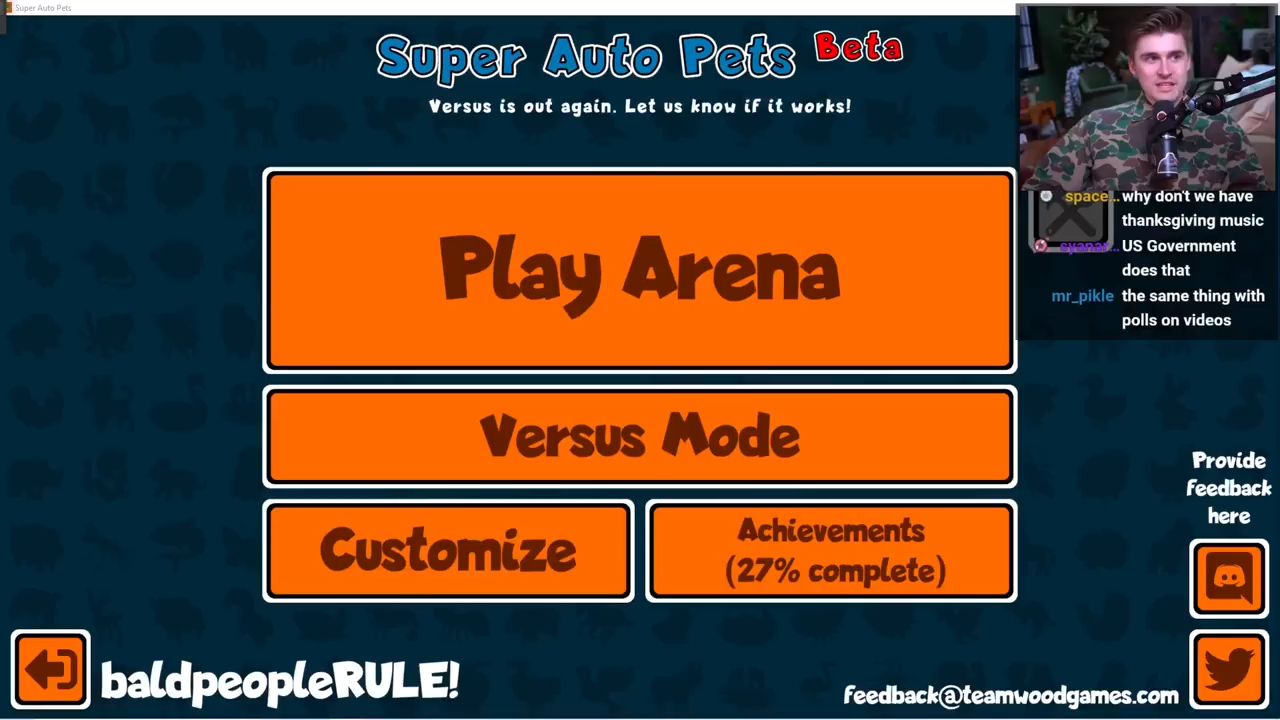 Super Auto Pets
Super Auto Pets Beta
Versus is out again. Let us know if it works!
space... why don't we have
thanksgiving music
syanar... US Government
does that
mr_pikle the same thing with
polls on videos
Play Arena
Versus Mode
Customize
Achievements
(27% complete)
Provide
feedback
here
baldpeopleRULE!
feedback@teamwoodgames.com